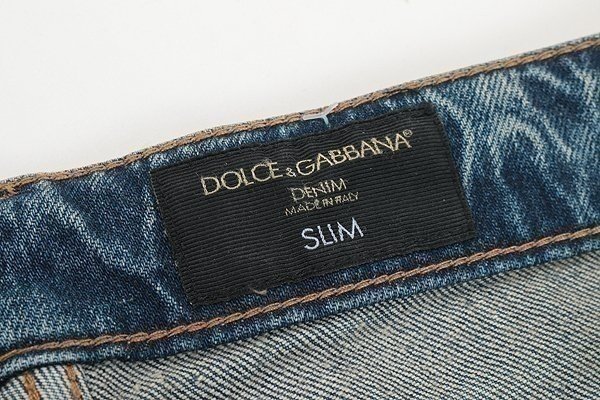 DOLCE & GABBANA®
DENIM
MADE IN ITALY
SLIM